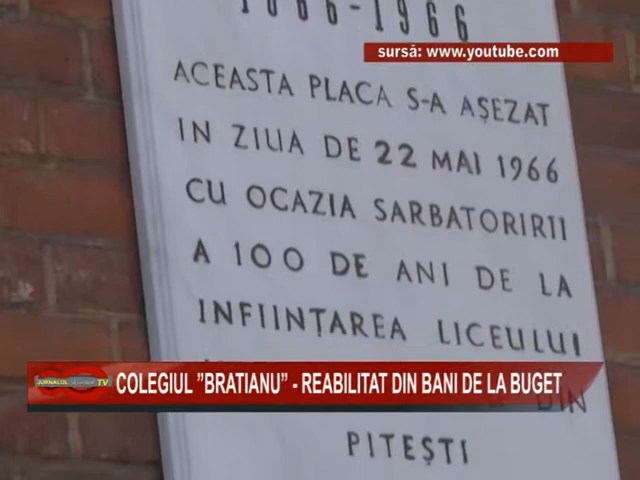 1866-1966
sursă: www.youtube.com
ACEASTA PLACA S-A AȘEZAT
IN ZIUA DE 22 MAI 1966
CU OCAZIA SARBATORIRII
A 100 DE ANI DE LA
INFIINȚAREA LICEULUI
JURNALUL TV
COLEGIUL "BRATIANU" - REABILITAT DIN BANI DE LA BUGET
DIN
PITEȘTI